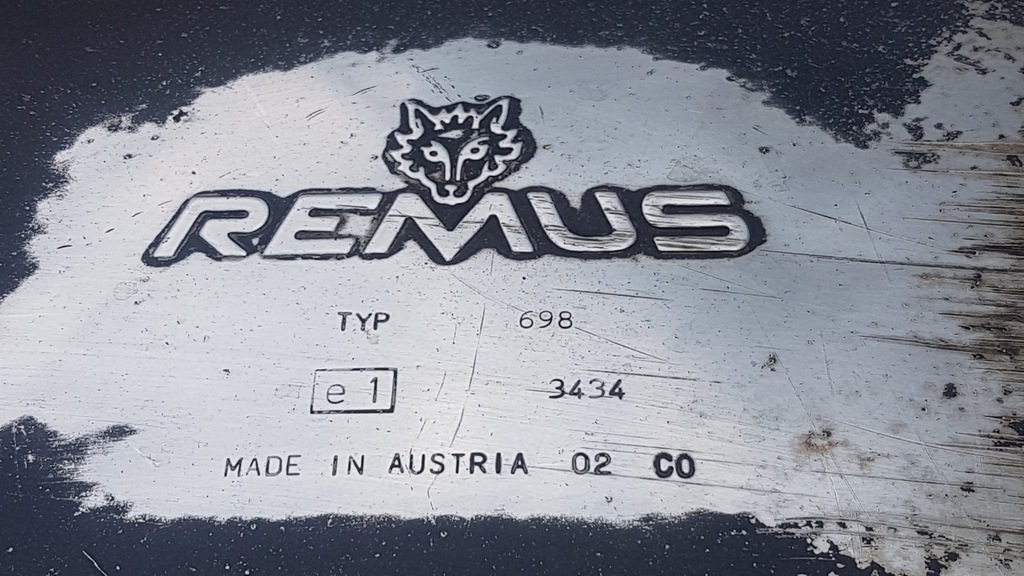 REMUS
TYP 698
e 1 3434
MADE IN AUSTRIA 02 CO